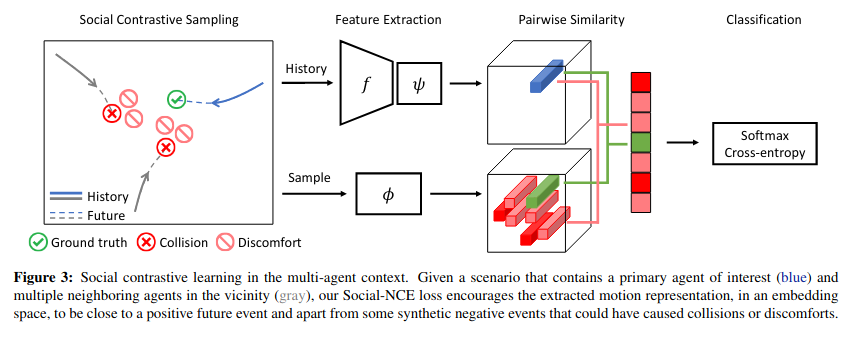 Social Contrastive Sampling
Feature Extraction
Pairwise Similarity
Classification
History
f
ψ
Sample
ϕ
Softmax
Cross-entropy
History
Future
Ground truth
Collision
Discomfort
Figure 3: Social contrastive learning in the multi-agent context. Given a scenario that contains a primary agent of interest (blue) and
multiple neighboring agents in the vicinity (gray), our Social-NCE loss encourages the extracted motion representation, in an embedding
space, to be close to a positive future event and apart from some synthetic negative events that could have caused collisions or discomforts.